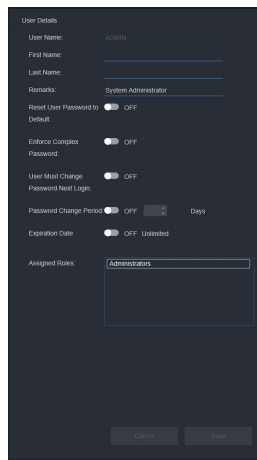 User Details
User Name: ADMIN
First Name:
Last Name:
Remarks: System Administrator
Reset User Password to Default: OFF
Enforce Complex Password: OFF
User Must Change Password Next Login: OFF
Password Change Period: OFF Days
Expiration Date: OFF Unlimited
Assigned Roles: Administrators
Cancel Save